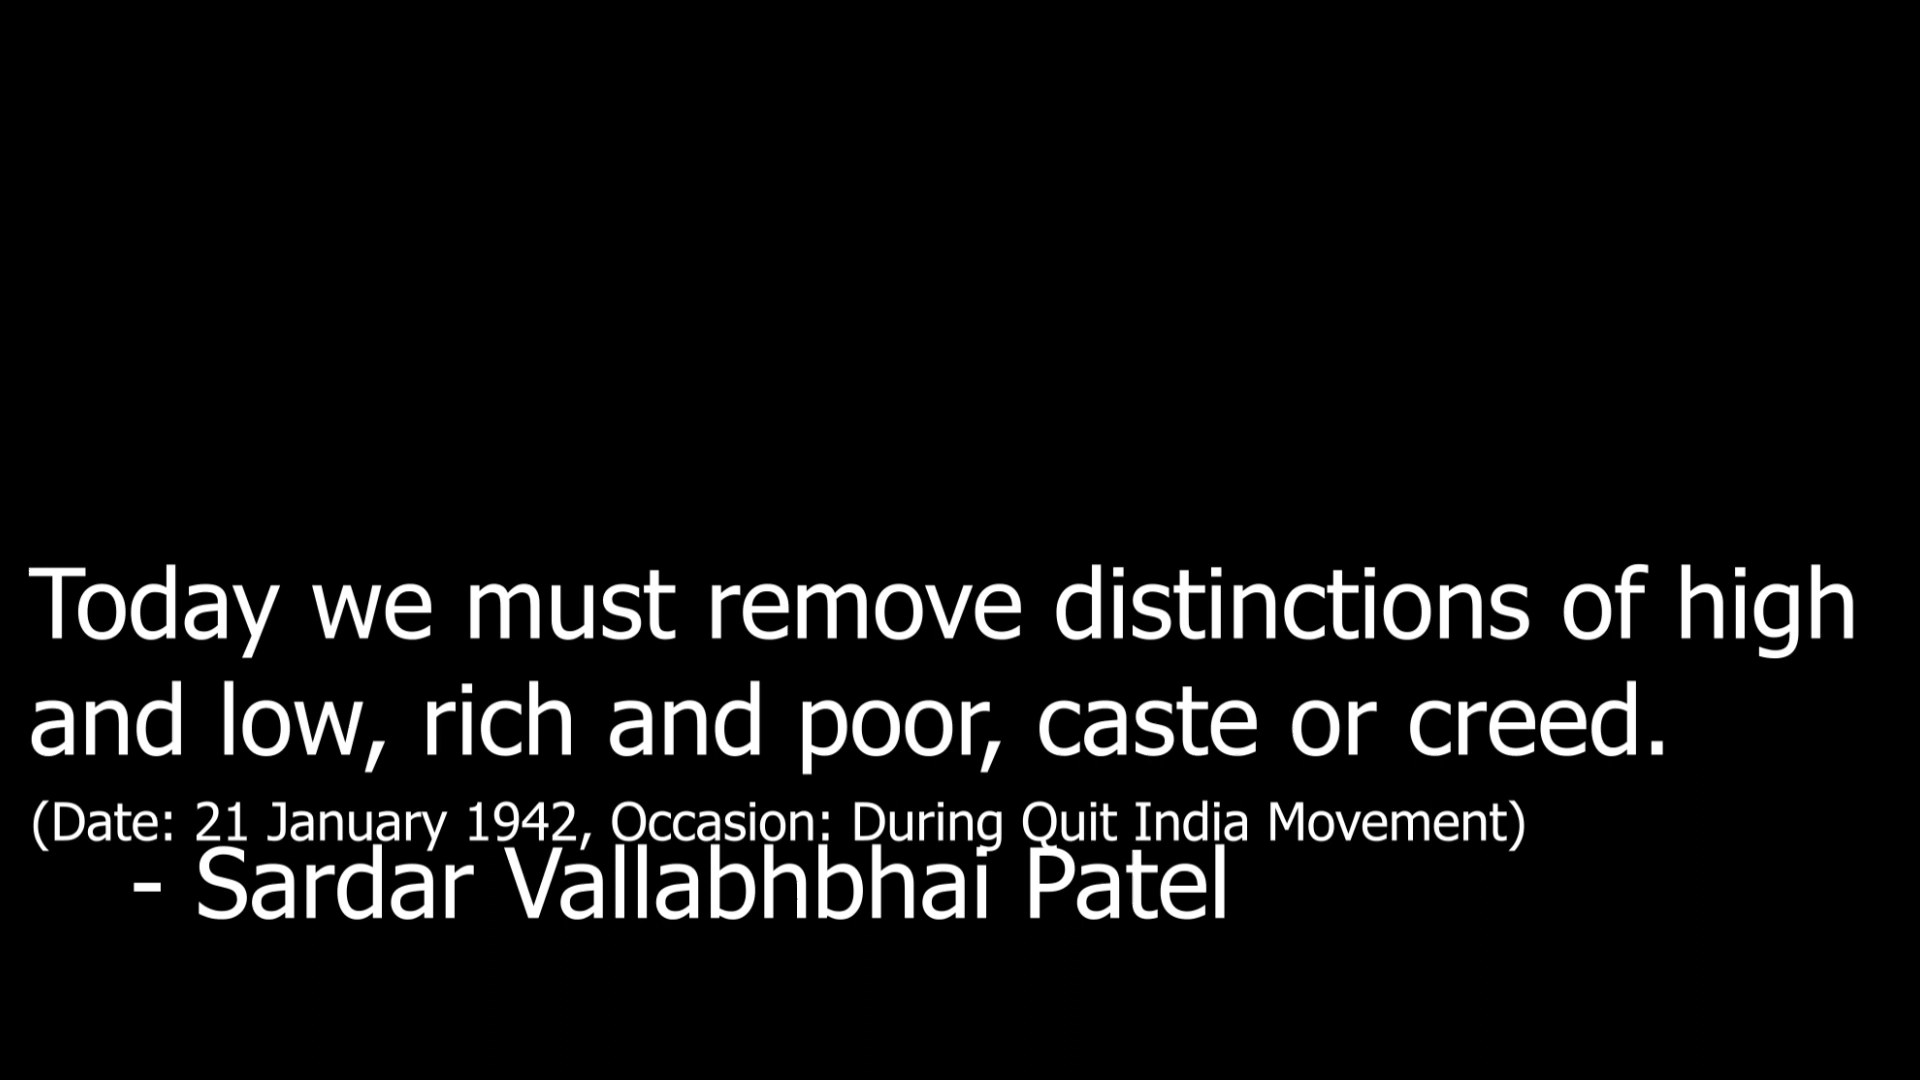 Today we must remove distinctions of high
and low, rich and poor, caste or creed.
(Date: 21 January 1942, Occasion: During Quit India Movement)
- Sardar Vallabhbhai Patel